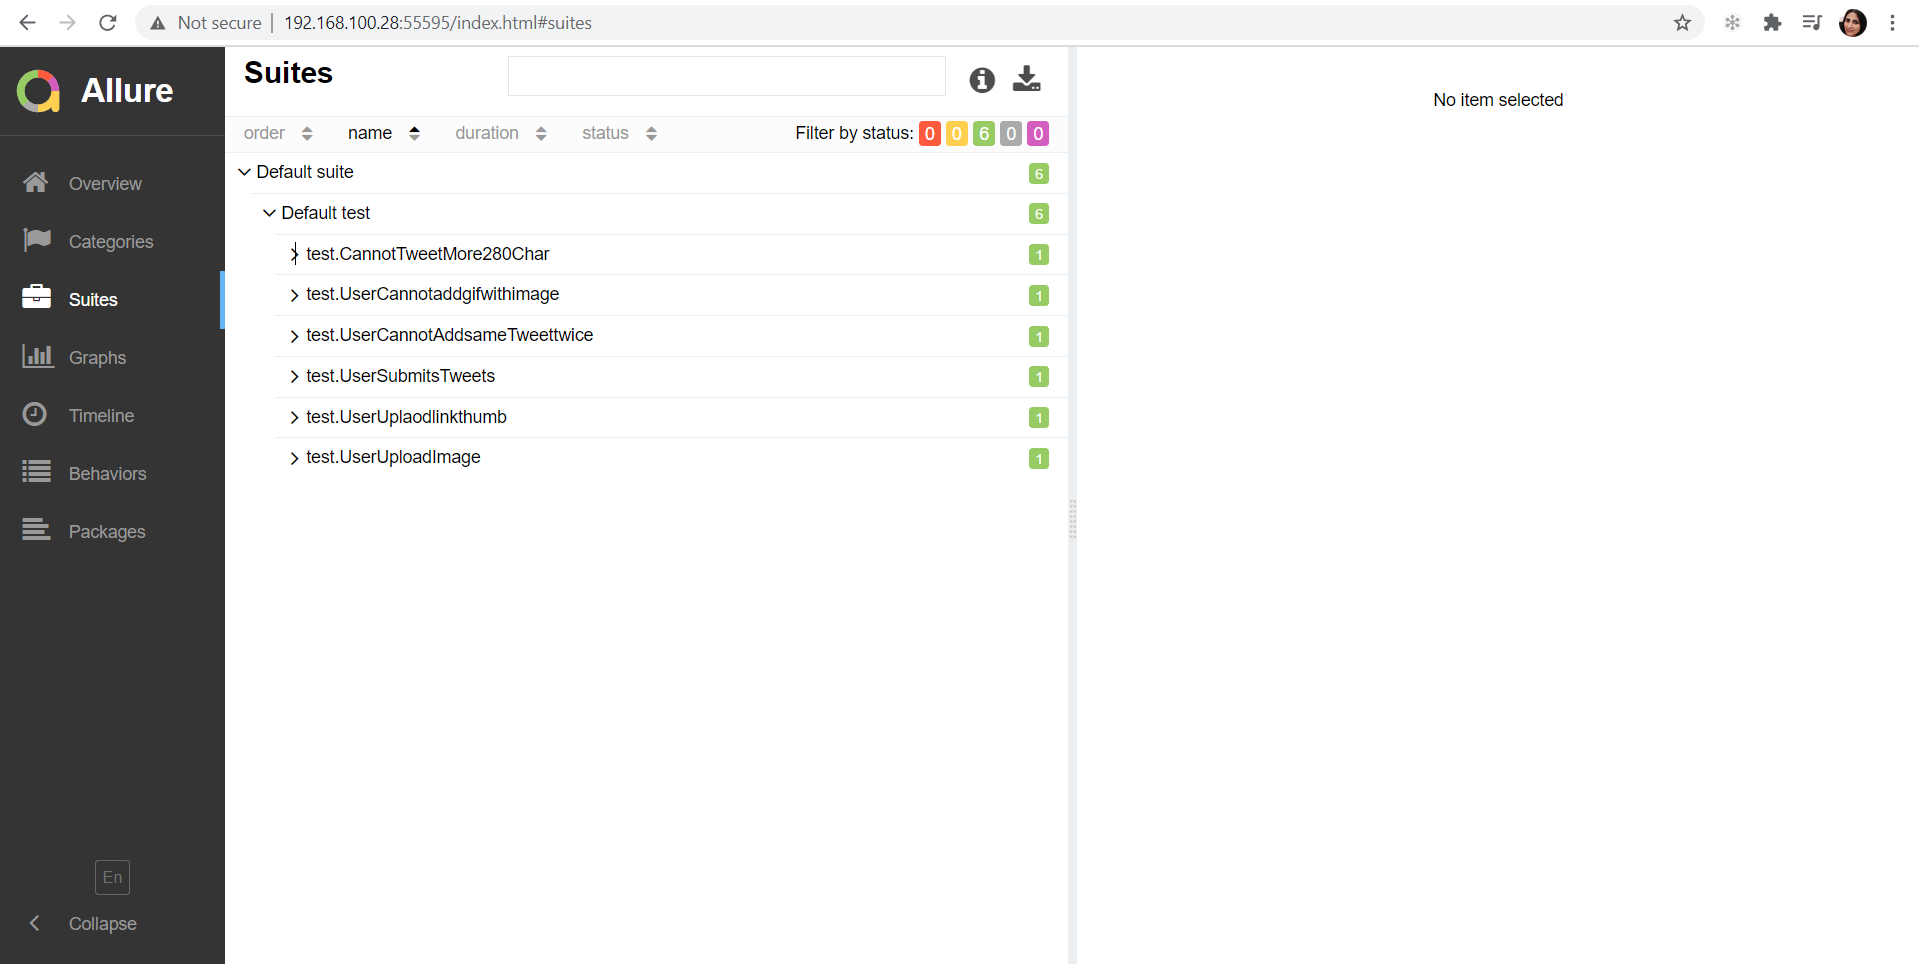 Not secure 192.168.100.28:55595/index.html#suites
Allure
Overview
Categories
Suites
Graphs
Timeline
Behaviors
Packages
En
Collapse
Suites
order name duration status Filter by status: 0 0 6 0 0
Default suite 6
Default test 6
test.CannotTweetMore280Char 1
test.UserCannotaddgifwithimage 1
test.UserCannotAddsameTweettwice 1
test.UserSubmitsTweets 1
test.UserUplaodlinkthumb 1
test.UserUploadImage 1
No item selected